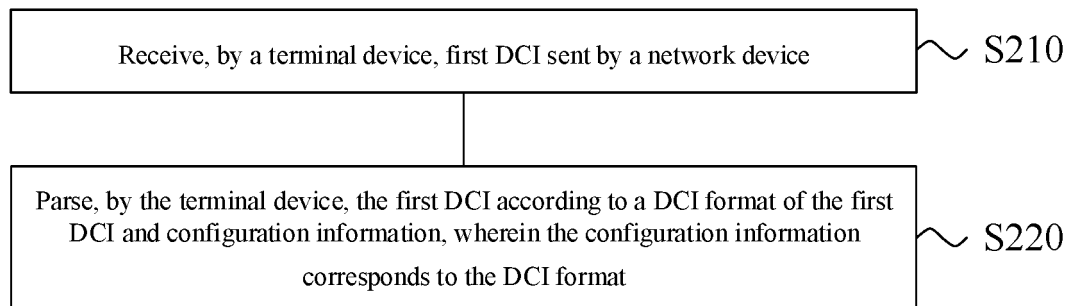 Receive, by a terminal device, first DCI sent by a network device
S210
Parse, by the terminal device, the first DCI according to a DCI format of the first
DCI and configuration information, wherein the configuration information
corresponds to the DCI format
S220